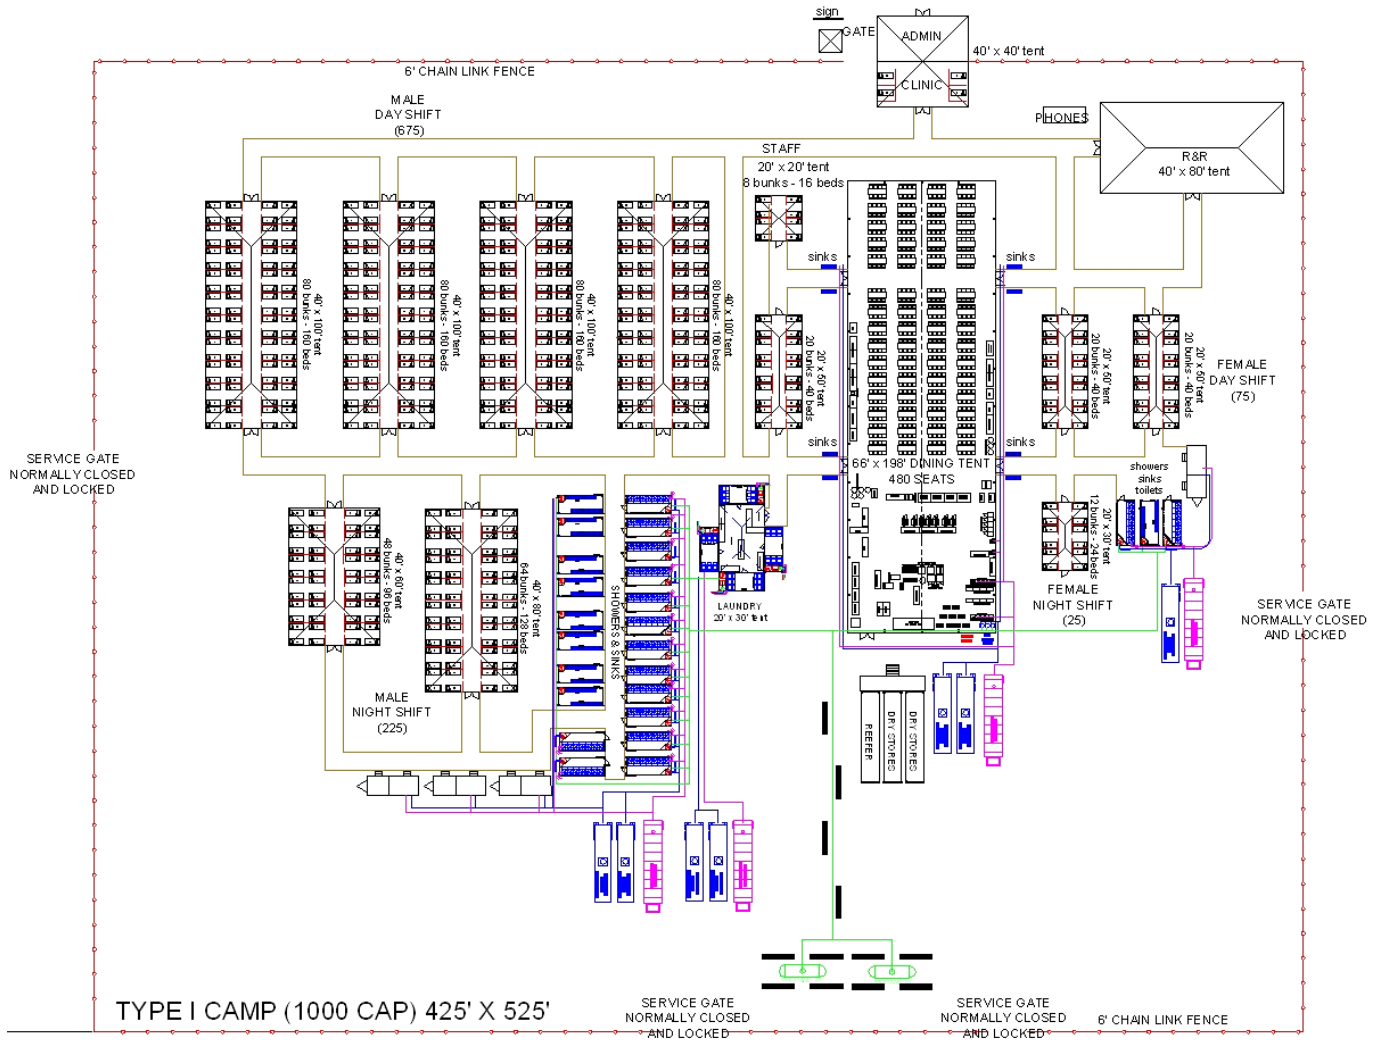 sign
GATE
ADMIN
40' x 40' tent
CLINIC
6' CHAIN LINK FENCE
MALE
DAY SHIFT
(675)
PHONES
R&R
40' x 80' tent
STAFF
20' x 20' tent
8 bunks - 16 beds
40' x 100' tent
80 bunks - 160 beds
40' x 100' tent
80 bunks - 160 beds
40' x 100' tent
80 bunks - 160 beds
40' x 100' tent
80 bunks - 160 beds
sinks
sinks
20' x 50' tent
20 bunks - 40 beds
20' x 50' tent
20 bunks - 40 beds
20' x 50' tent
20 bunks - 40 beds
FEMALE
DAY SHIFT
(75)
sinks
sinks
66' x 198' DINING TENT
480 SEATS
SERVICE GATE
NORMALLY CLOSED
AND LOCKED
showers
sinks
toilets
40' x 60' tent
48 bunks - 96 beds
40' x 80' tent
64 bunks - 128 beds
SHOWERS & SINKS
LAUNDRY
20' x 30' tent
20' x 30' tent
12 bunks - 24 beds
FEMALE
NIGHT SHIFT
(25)
SERVICE GATE
NORMALLY CLOSED
AND LOCKED
MALE
NIGHT SHIFT
(225)
REEFER
DRY STORES
DRY STORES
TYPE I CAMP (1000 CAP) 425' X 525'
SERVICE GATE
NORMALLY CLOSED
AND LOCKED
SERVICE GATE
NORMALLY CLOSED
AND LOCKED
6' CHAIN LINK FENCE